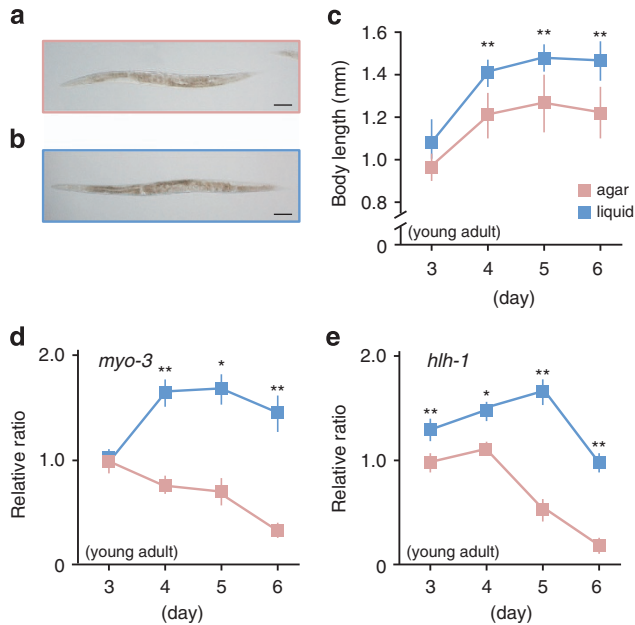 a
b
c
Body length (mm)
1.6
1.4
1.2
1.0
0.8
0
** ** **
agar
liquid
(young adult)
3 4 5 6
(day)
d
myo-3
Relative ratio
2.0
1.0
0
** * **
(young adult)
3 4 5 6
(day)
e
hlh-1
Relative ratio
2.0
1.0
0
** * ** **
(young adult)
3 4 5 6
(day)